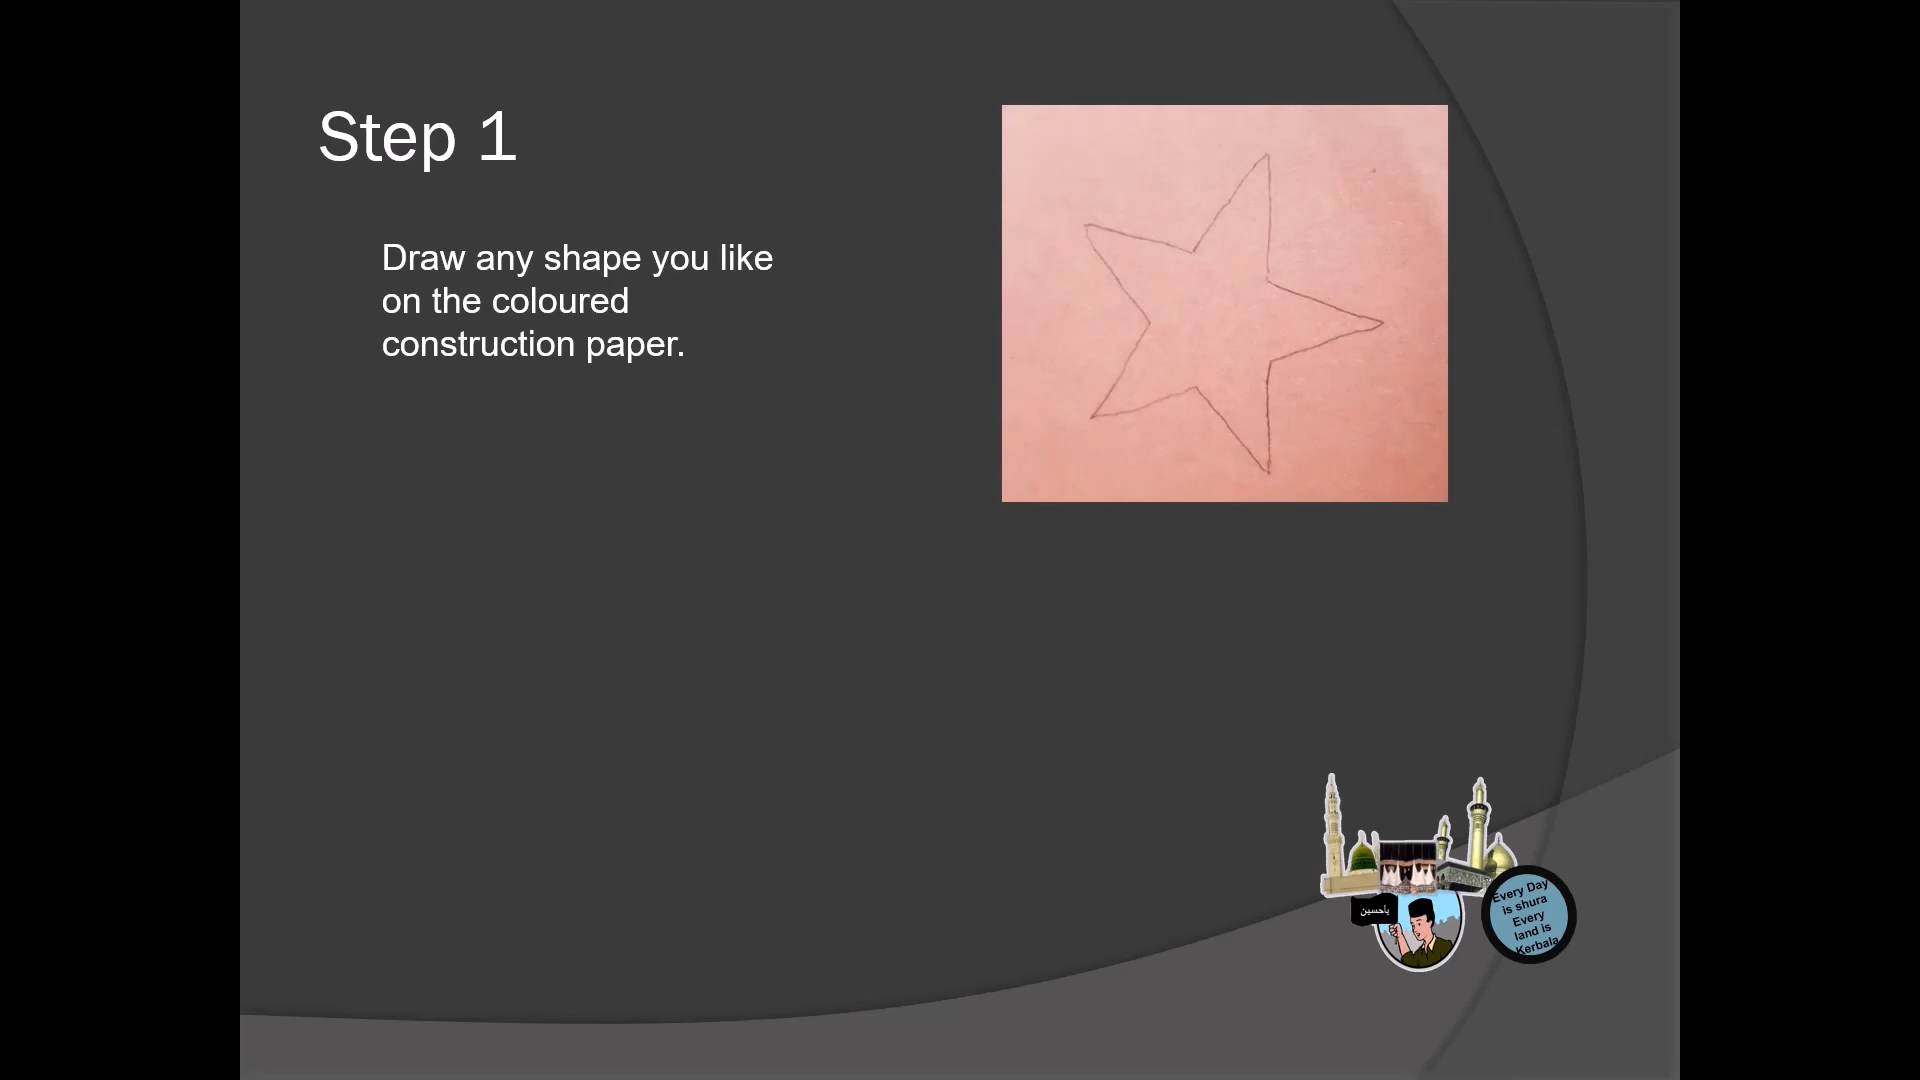 Step 1
Draw any shape you like
on the coloured
construction paper.
ياحسين
Every Day
is shura
Every
land is
Kerbala